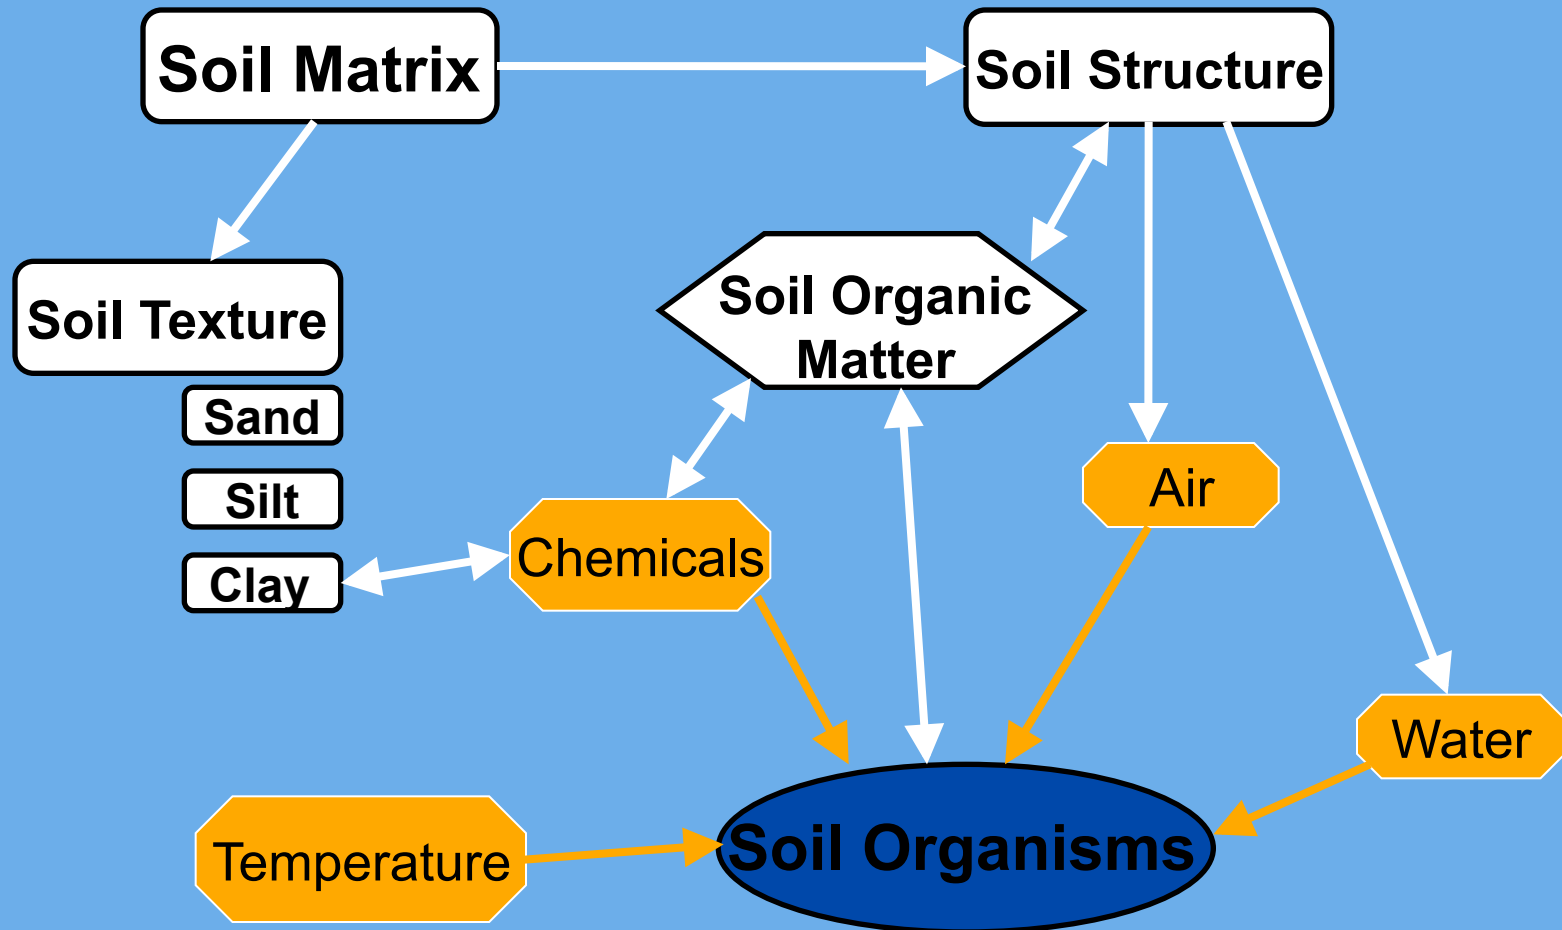 Soil Matrix
Soil Structure
Soil Texture
Soil Organic
Matter
Sand
Silt
Clay
Chemicals
Air
Water
Temperature
Soil Organisms